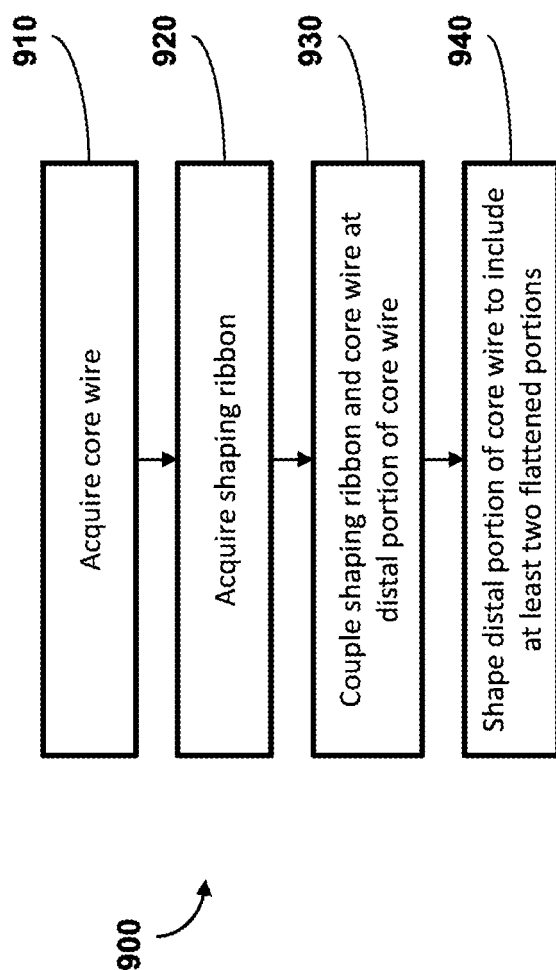 900
910
Acquire core wire
920
Acquire shaping ribbon
930
Couple shaping ribbon and core wire at
distal portion of core wire
940
Shape distal portion of core wire to include
at least two flattened portions